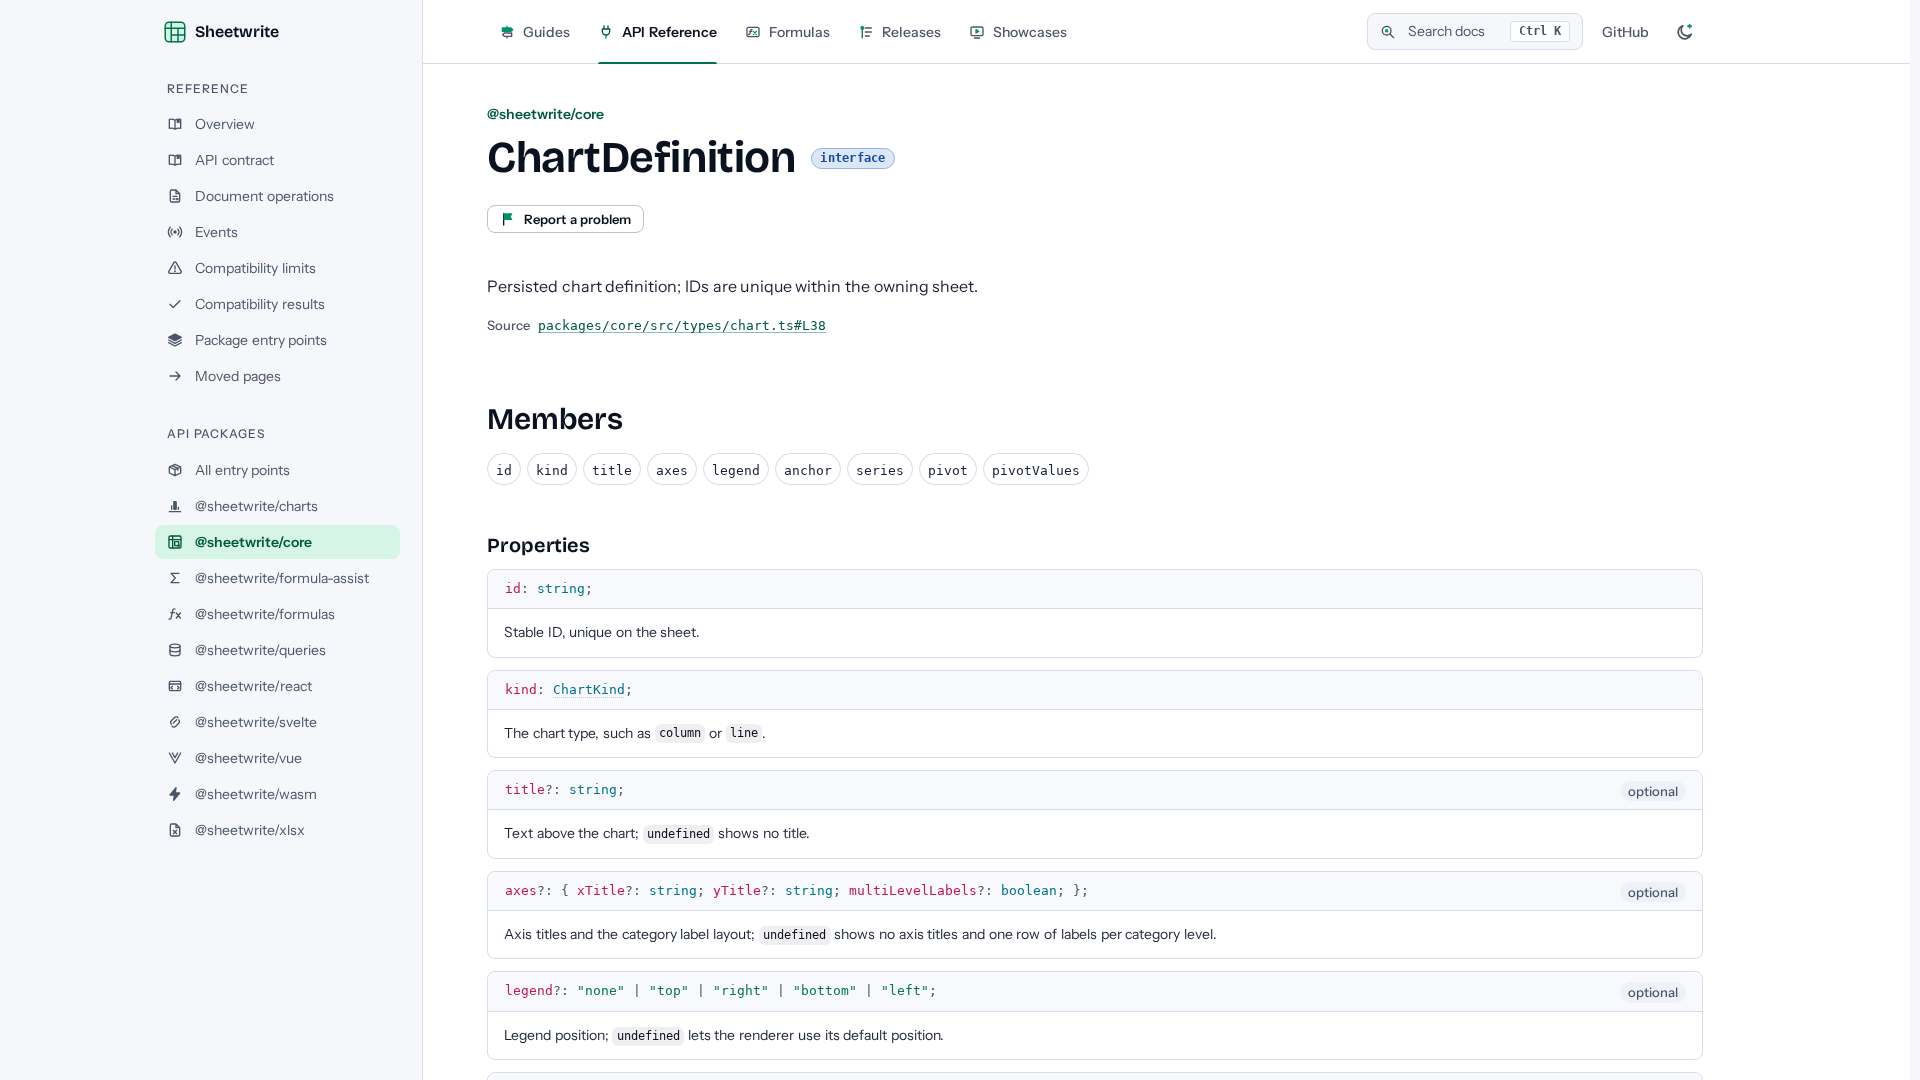 Sheetwrite
Guides
API Reference
Formulas
Releases
Showcases
Search docs
Ctrl K
GitHub
REFERENCE
Overview
API contract
Document operations
Events
Compatibility limits
Compatibility results
Package entry points
Moved pages
API PACKAGES
All entry points
@sheetwrite/charts
@sheetwrite/core
@sheetwrite/formula-assist
@sheetwrite/formulas
@sheetwrite/queries
@sheetwrite/react
@sheetwrite/svelte
@sheetwrite/vue
@sheetwrite/wasm
@sheetwrite/xlsx
@sheetwrite/core
ChartDefinition interface
Report a problem
Persisted chart definition; IDs are unique within the owning sheet.
Source packages/core/src/types/chart.ts#L38
Members
id kind title axes legend anchor series pivot pivotValues
Properties
id: string;
Stable ID, unique on the sheet.
kind: ChartKind;
The chart type, such as column or line.
title?: string; optional
Text above the chart; undefined shows no title.
axes?: { xTitle?: string; yTitle?: string; multiLevelLabels?: boolean; }; optional
Axis titles and the category label layout; undefined shows no axis titles and one row of labels per category level.
legend?: "none" | "top" | "right" | "bottom" | "left"; optional
Legend position; undefined lets the renderer use its default position.